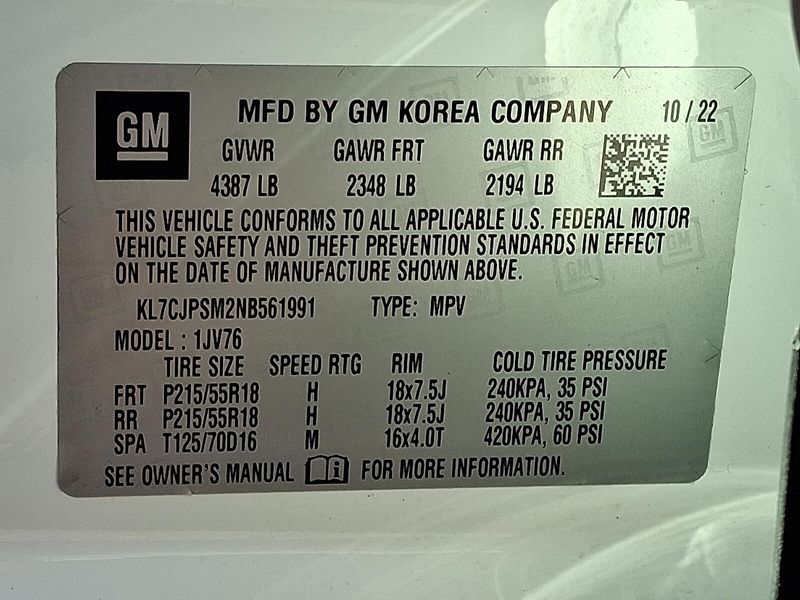 GM MFD BY GM KOREA COMPANY 10 / 22
GVWR GAWR FRT GAWR RR
4387 LB 2348 LB 2194 LB
THIS VEHICLE CONFORMS TO ALL APPLICABLE U.S. FEDERAL MOTOR
VEHICLE SAFETY AND THEFT PREVENTION STANDARDS IN EFFECT
ON THE DATE OF MANUFACTURE SHOWN ABOVE.
KL7CJPSM2NB561991 TYPE: MPV
MODEL : 1JV76
TIRE SIZE SPEED RTG RIM COLD TIRE PRESSURE
FRT P215/55R18 H 18x7.5J 240KPA, 35 PSI
RR P215/55R18 H 18x7.5J 240KPA, 35 PSI
SPA T125/70D16 M 16x4.0T 420KPA, 60 PSI
SEE OWNER'S MANUAL FOR MORE INFORMATION.